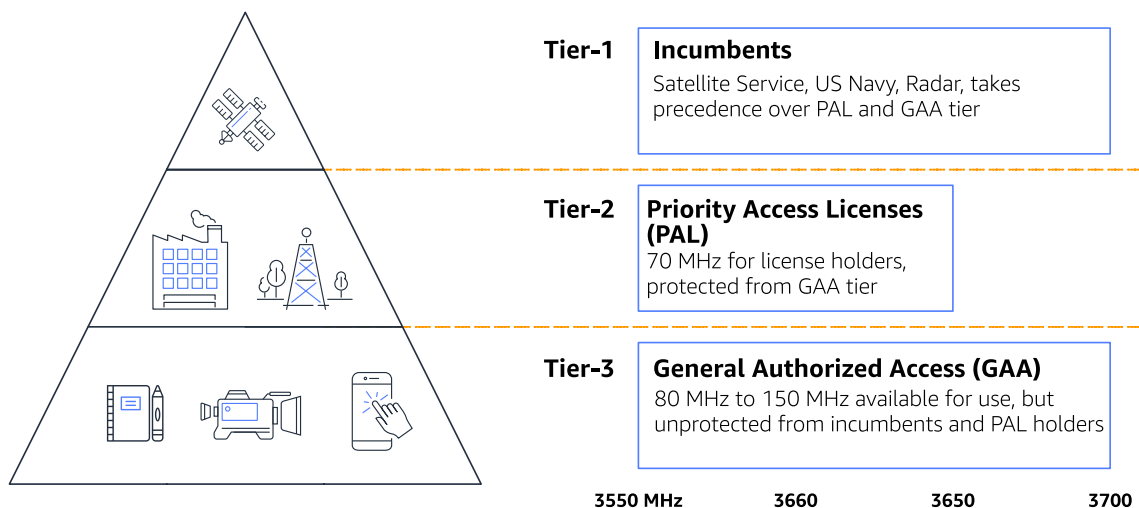 Tier-1
Incumbents
Satellite Service, US Navy, Radar, takes
precedence over PAL and GAA tier
Tier-2
Priority Access Licenses
(PAL)
70 MHz for license holders,
protected from GAA tier
Tier-3
General Authorized Access (GAA)
80 MHz to 150 MHz available for use, but
unprotected from incumbents and PAL holders
3550 MHz 3660 3650 3700